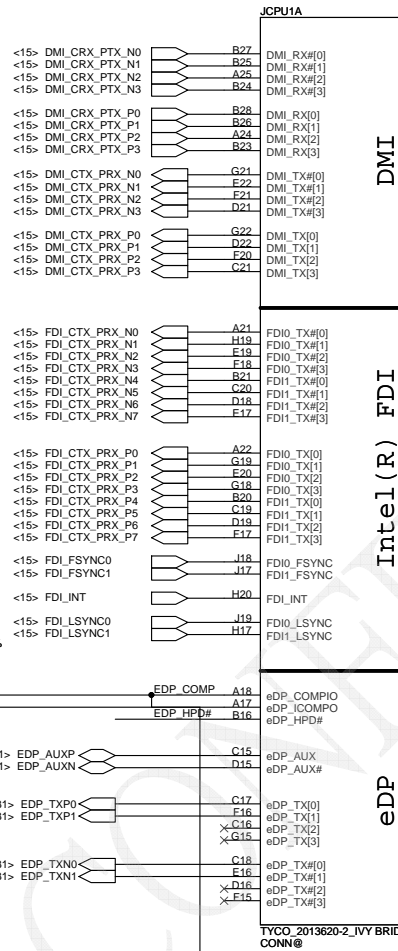 JCPU1A
<15> DMI_CRX_PTX_N0 B27 DMI_RX#[0]
<15> DMI_CRX_PTX_N1 B25 DMI_RX#[1]
<15> DMI_CRX_PTX_N2 A25 DMI_RX#[2]
<15> DMI_CRX_PTX_N3 B24 DMI_RX#[3]
<15> DMI_CRX_PTX_P0 B28 DMI_RX[0]
<15> DMI_CRX_PTX_P1 B26 DMI_RX[1]
<15> DMI_CRX_PTX_P2 A24 DMI_RX[2]
<15> DMI_CRX_PTX_P3 B23 DMI_RX[3]
DMI
<15> DMI_CTX_PRX_N0 G21 DMI_TX#[0]
<15> DMI_CTX_PRX_N1 E22 DMI_TX#[1]
<15> DMI_CTX_PRX_N2 F21 DMI_TX#[2]
<15> DMI_CTX_PRX_N3 D21 DMI_TX#[3]
<15> DMI_CTX_PRX_P0 G22 DMI_TX[0]
<15> DMI_CTX_PRX_P1 D22 DMI_TX[1]
<15> DMI_CTX_PRX_P2 F20 DMI_TX[2]
<15> DMI_CTX_PRX_P3 C21 DMI_TX[3]
<15> FDI_CTX_PRX_N0 A21 FDI0_TX#[0]
<15> FDI_CTX_PRX_N1 H19 FDI0_TX#[1]
<15> FDI_CTX_PRX_N2 E19 FDI0_TX#[2]
<15> FDI_CTX_PRX_N3 F18 FDI0_TX#[3]
<15> FDI_CTX_PRX_N4 B21 FDI1_TX#[0]
<15> FDI_CTX_PRX_N5 C20 FDI1_TX#[1]
<15> FDI_CTX_PRX_N6 D18 FDI1_TX#[2]
<15> FDI_CTX_PRX_N7 E17 FDI1_TX#[3]
Intel(R) FDI
<15> FDI_CTX_PRX_P0 A22 FDI0_TX[0]
<15> FDI_CTX_PRX_P1 G19 FDI0_TX[1]
<15> FDI_CTX_PRX_P2 E20 FDI0_TX[2]
<15> FDI_CTX_PRX_P3 G18 FDI0_TX[3]
<15> FDI_CTX_PRX_P4 B20 FDI1_TX[0]
<15> FDI_CTX_PRX_P5 C19 FDI1_TX[1]
<15> FDI_CTX_PRX_P6 D19 FDI1_TX[2]
<15> FDI_CTX_PRX_P7 F17 FDI1_TX[3]
<15> FDI_FSYNC0 J18 FDI0_FSYNC
<15> FDI_FSYNC1 J17 FDI1_FSYNC
<15> FDI_INT H20 FDI_INT
<15> FDI_LSYNC0 J19 FDI0_LSYNC
<15> FDI_LSYNC1 H17 FDI1_LSYNC
EDP_COMP A18 eDP_COMPIO
A17 eDP_ICOMPO
EDP_HPD# B16 eDP_HPD#
1> EDP_AUXP C15 eDP_AUX
1> EDP_AUXN D15 eDP_AUX#
eDP
31> EDP_TXP0 C17 eDP_TX[0]
31> EDP_TXP1 F16 eDP_TX[1]
C16 eDP_TX[2]
G15 eDP_TX[3]
31> EDP_TXN0 C18 eDP_TX#[0]
31> EDP_TXN1 E16 eDP_TX#[1]
D16 eDP_TX#[2]
F15 eDP_TX#[3]
TYCO_2013620-2_IVY BRID
CONN@